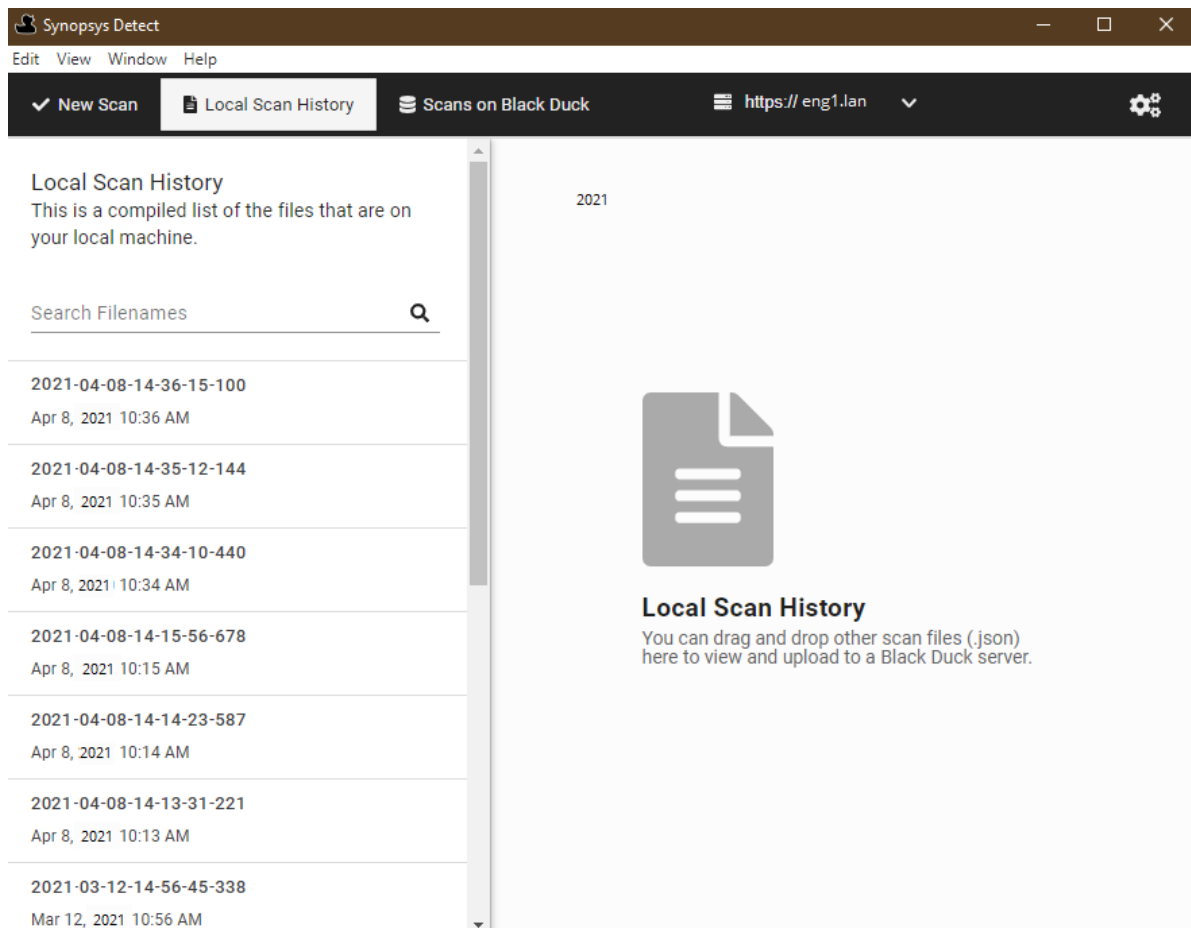 Synopsys Detect
Edit View Window Help
New Scan Local Scan History Scans on Black Duck https:// eng1.lan
Local Scan History
This is a compiled list of the files that are on
your local machine.
Search Filenames
2021-04-08-14-36-15-100
Apr 8, 2021 10:36 AM
2021-04-08-14-35-12-144
Apr 8, 2021 10:35 AM
2021-04-08-14-34-10-440
Apr 8, 2021 10:34 AM
2021-04-08-14-15-56-678
Apr 8, 2021 10:15 AM
2021-04-08-14-14-23-587
Apr 8, 2021 10:14 AM
2021-04-08-14-13-31-221
Apr 8, 2021 10:13 AM
2021-03-12-14-56-45-338
Mar 12, 2021 10:56 AM
2021
Local Scan History
You can drag and drop other scan files (.json)
here to view and upload to a Black Duck server.